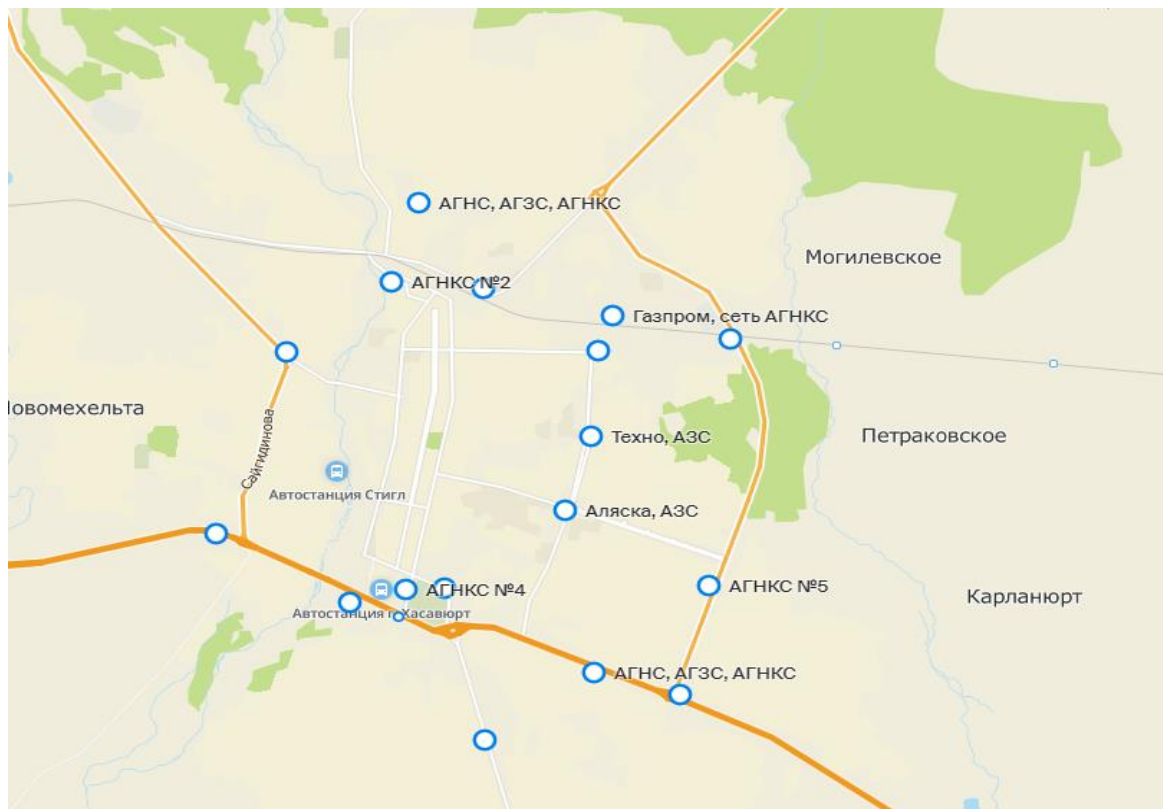 АГНС, АГЗС, АГНКС
Могилевское
АГНКС №2
Газпром, сеть АГНКС
Новомехельта
Сайгидинова
Техно, АЗС
Петраковское
Автостанция Стигл
Аляска, АЗС
АГНКС №4
АГНКС №5
Карланюрт
Автостанция г. Хасавюрт
АГНС, АГЗС, АГНКС